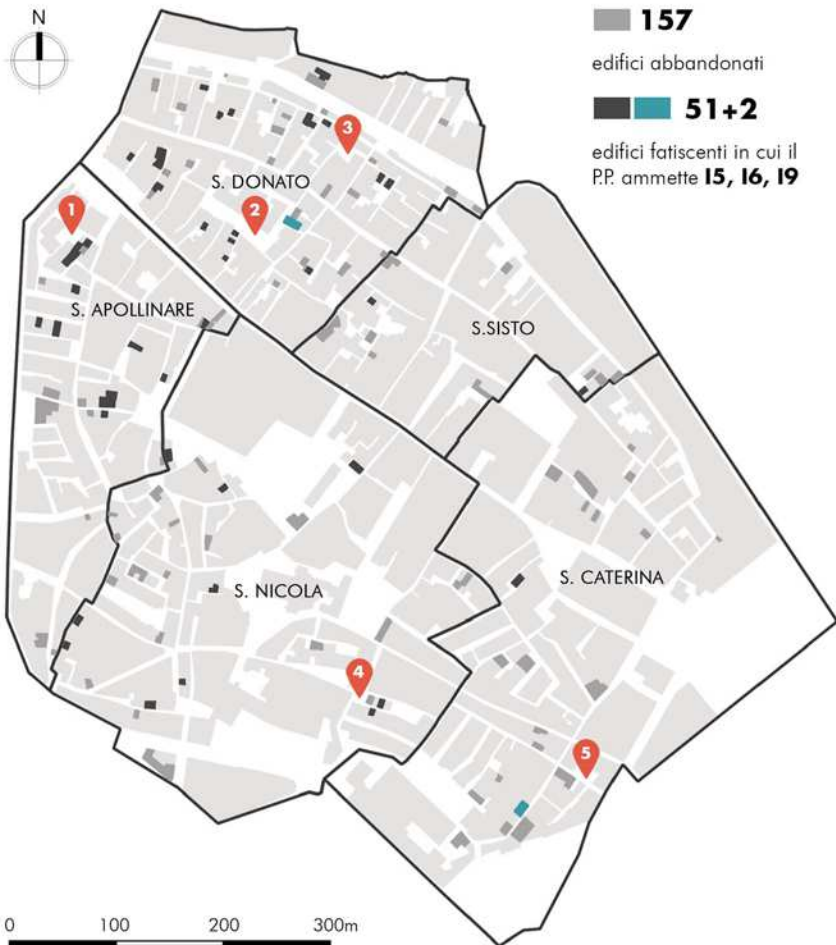 N
157
edifici abbandonati
51+2
edifici fatiscenti in cui il
P.P. ammette I5, I6, I9
3
S. DONATO
1
2
S. APOLLINARE
S.SISTO
S. CATERINA
S. NICOLA
4
5
0 100 200 300m